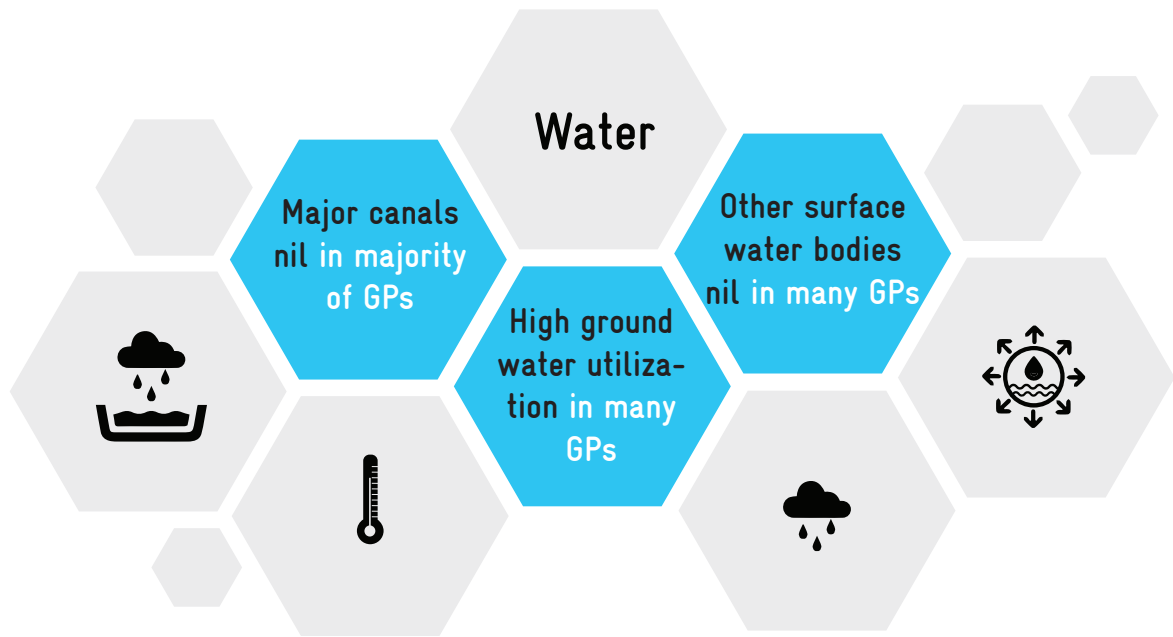 Water
Major canals
nil in majority
of GPs
High ground
water utiliza-
tion in many
GPs
Other surface
water bodies
nil in many GPs